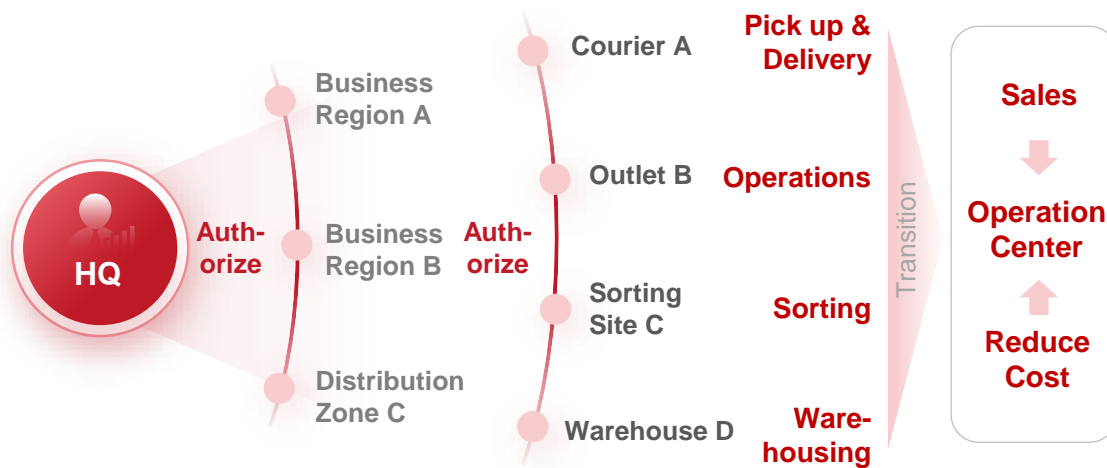 HQ
Auth-
orize
Business
Region A
Business
Region B
Distribution
Zone C
Auth-
orize
Courier A
Outlet B
Sorting
Site C
Warehouse D
Pick up &
Delivery
Operations
Sorting
Ware-
housing
Transition
Sales
Operation
Center
Reduce
Cost